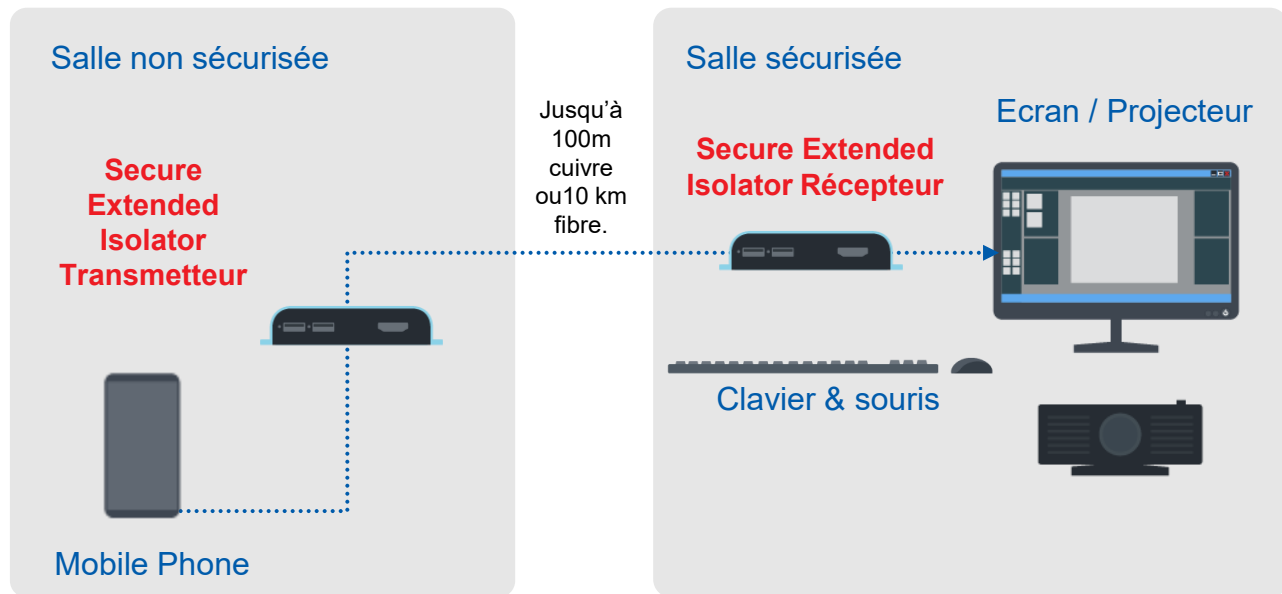 Salle non sécurisée
Secure
Extended
Isolator
Transmetteur
Mobile Phone
Jusqu’à
100m
cuivre
ou10 km
fibre.
Salle sécurisée
Secure Extended
Isolator Récepteur
Ecran / Projecteur
Clavier & souris